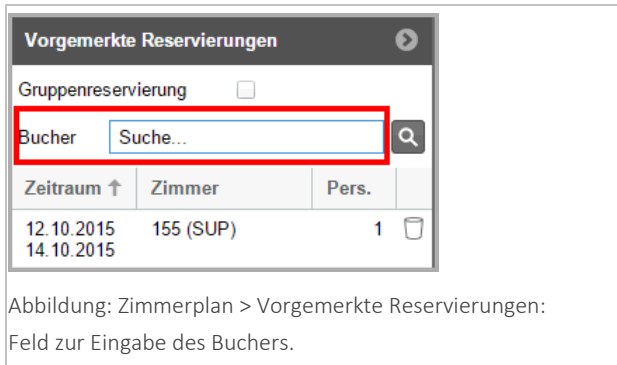 Vorgemerkte Reservierungen
Gruppenreservierung
Bucher Suche...
Zeitraum Zimmer Pers.
12.10.2015 155 (SUP) 1
14.10.2015
Abbildung: Zimmerplan > Vorgemerkte Reservierungen:
Feld zur Eingabe des Buchers.